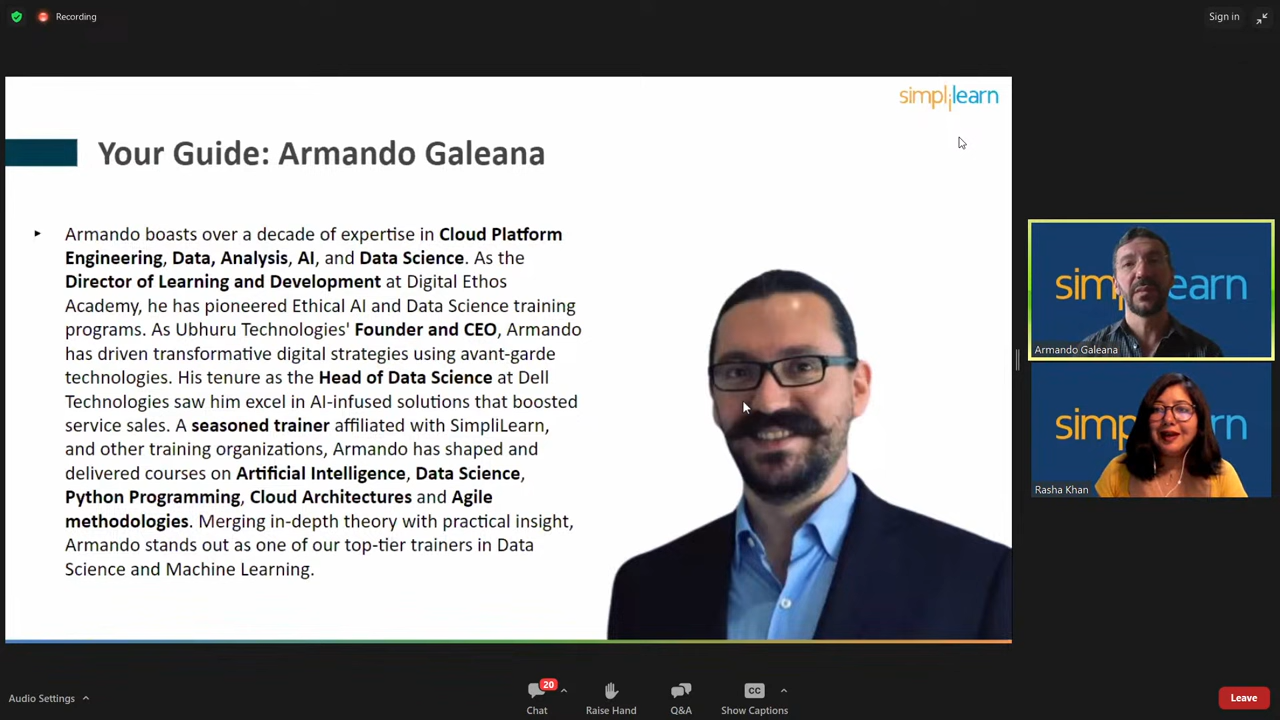 Recording
Sign in
simplilearn
Your Guide: Armando Galeana
Armando boasts over a decade of expertise in Cloud Platform
Engineering, Data, Analysis, AI, and Data Science. As the
Director of Learning and Development at Digital Ethos
Academy, he has pioneered Ethical AI and Data Science training
programs. As Ubhuru Technologies' Founder and CEO, Armando
has driven transformative digital strategies using avant-garde
technologies. His tenure as the Head of Data Science at Dell
Technologies saw him excel in AI-infused solutions that boosted
service sales. A seasoned trainer affiliated with SimpliLearn,
and other training organizations, Armando has shaped and
delivered courses on Artificial Intelligence, Data Science,
Python Programming, Cloud Architectures and Agile
methodologies. Merging in-depth theory with practical insight,
Armando stands out as one of our top-tier trainers in Data
Science and Machine Learning.
simp earn
Armando Galeana
simp n
Rasha Khan
Audio Settings
20
Chat
Raise Hand
Q&A
CC
Show Captions
Leave